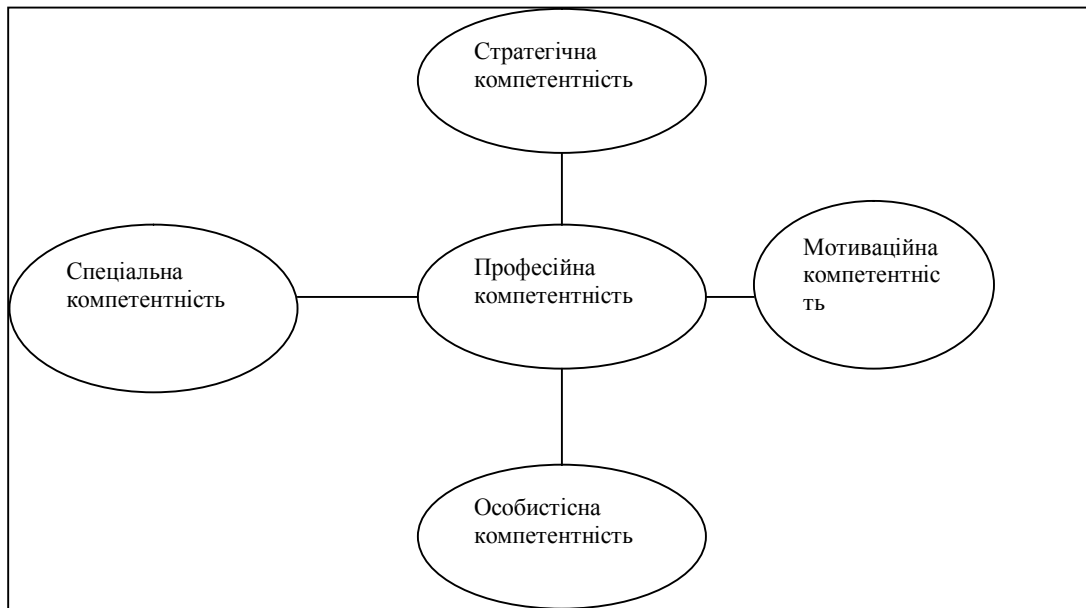 Стратегічна
компетентність
Спеціальна
компетентність
Професійна
компетентність
Мотиваційна
компетентніс
ть
Особистісна
компетентність